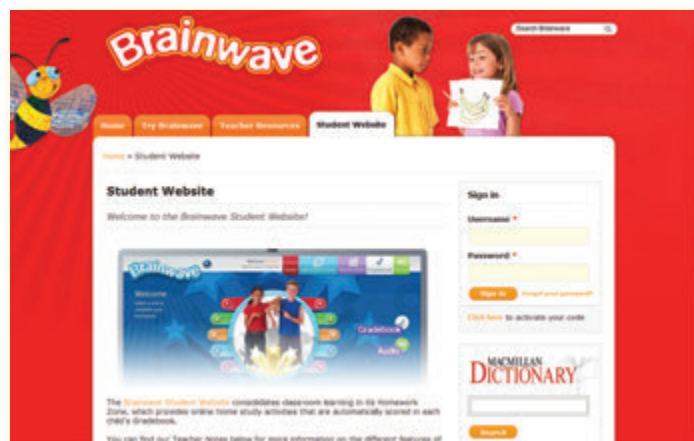 Brainwave
Search Brainwave
Home
Try Brainwave
Teacher Resources
Student Website
Home » Student Website
Student Website
Welcome to the Brainwave Student Website!
Brainwave
Welcome
Gradebook
Audio
The Brainwave Student Website consolidates classroom learning in its Homework
Zone, which provides online home study activities that are automatically scored in each
child's Gradebook.
You can find our Teacher Notes below for more information on the different features of
Sign in
Username *
Password *
Sign in
Forgot your password?
Click here to activate your code
MACMILLAN
DICTIONARY
Search